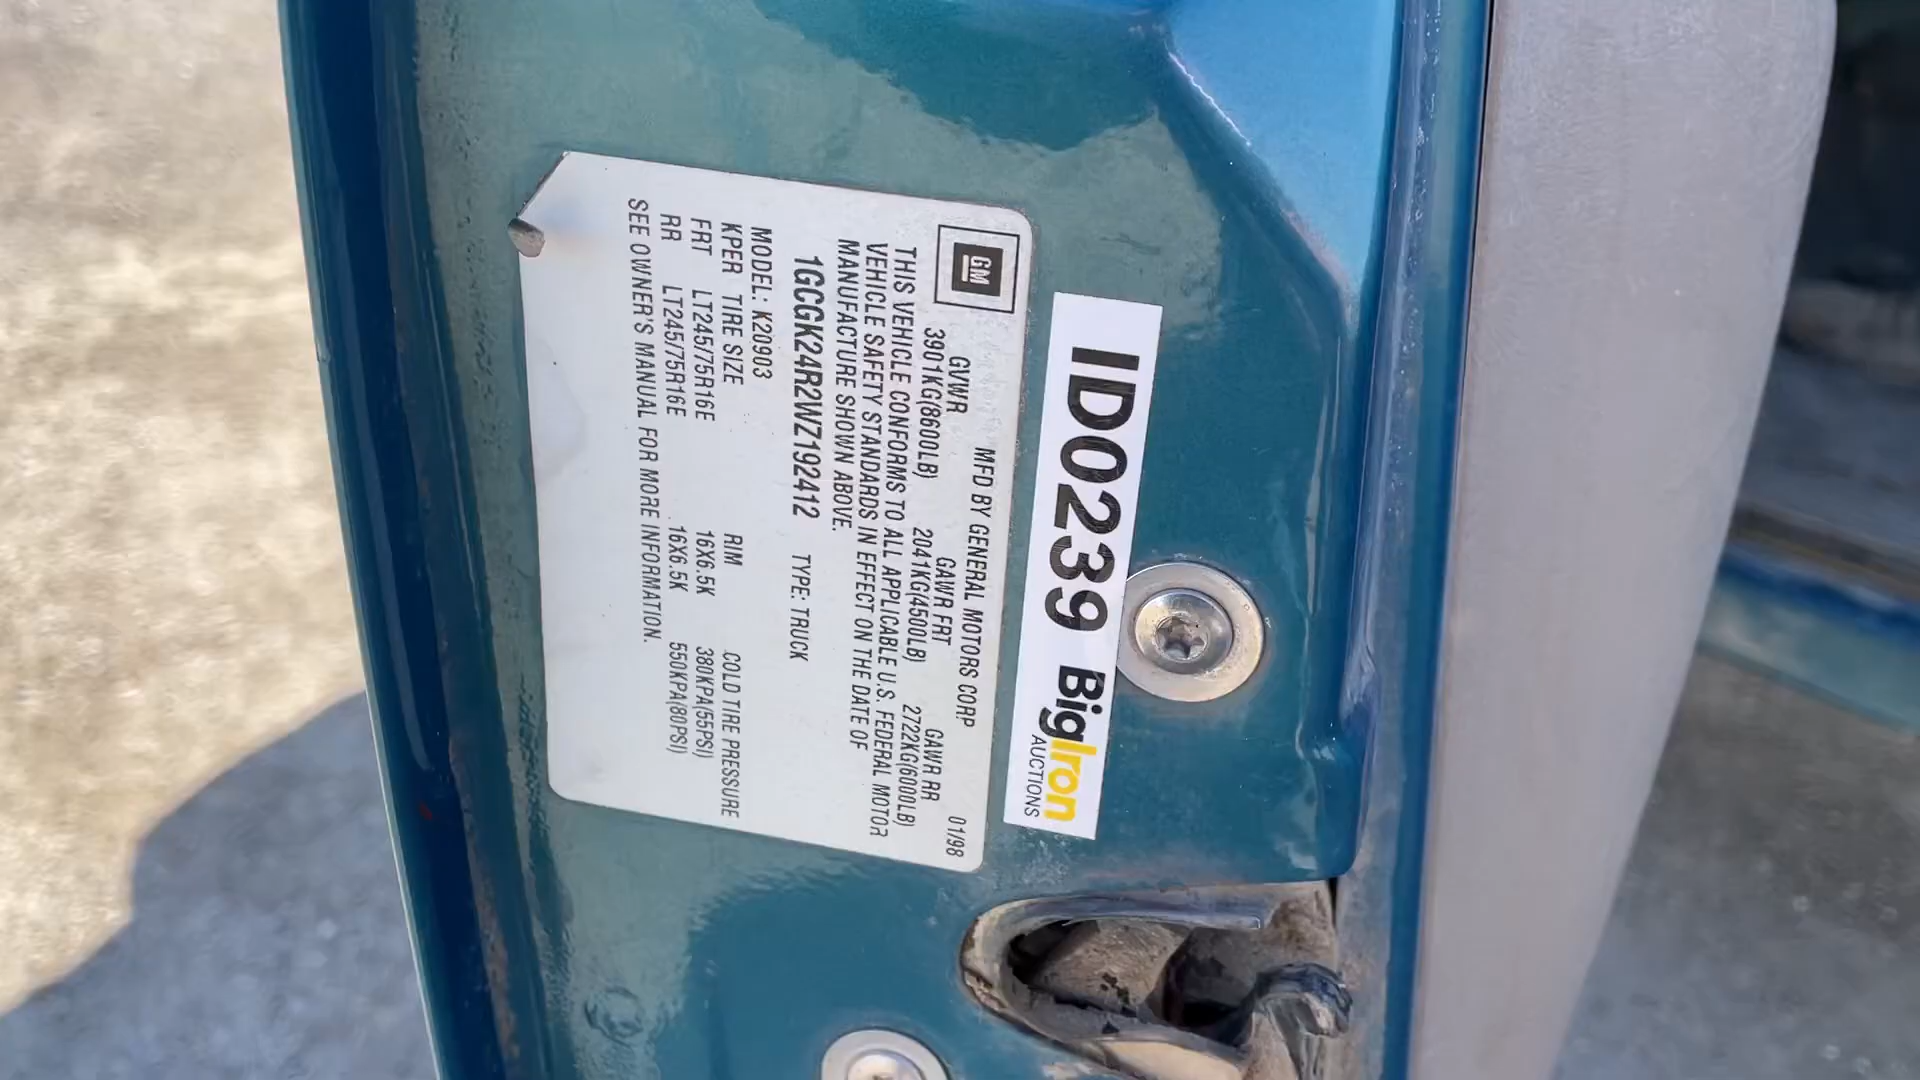 ID0239 BigIron
AUCTIONS
GM
MFD BY GENERAL MOTORS CORP 01/98
GVWR GAWR FRT GAWR RR
3901KG(8600LB) 2041KG(4500LB) 2722KG(6000LB)
THIS VEHICLE CONFORMS TO ALL APPLICABLE U.S. FEDERAL MOTOR
VEHICLE SAFETY STANDARDS IN EFFECT ON THE DATE OF
MANUFACTURE SHOWN ABOVE.
1GCGK24R2WZ192412 TYPE: TRUCK
MODEL: K20903
KPER TIRE SIZE RIM COLD TIRE PRESSURE
FRT LT245/75R16E 16X6.5K 380KPA(55PSI)
RR LT245/75R16E 16X6.5K 550KPA(80PSI)
SEE OWNER'S MANUAL FOR MORE INFORMATION.